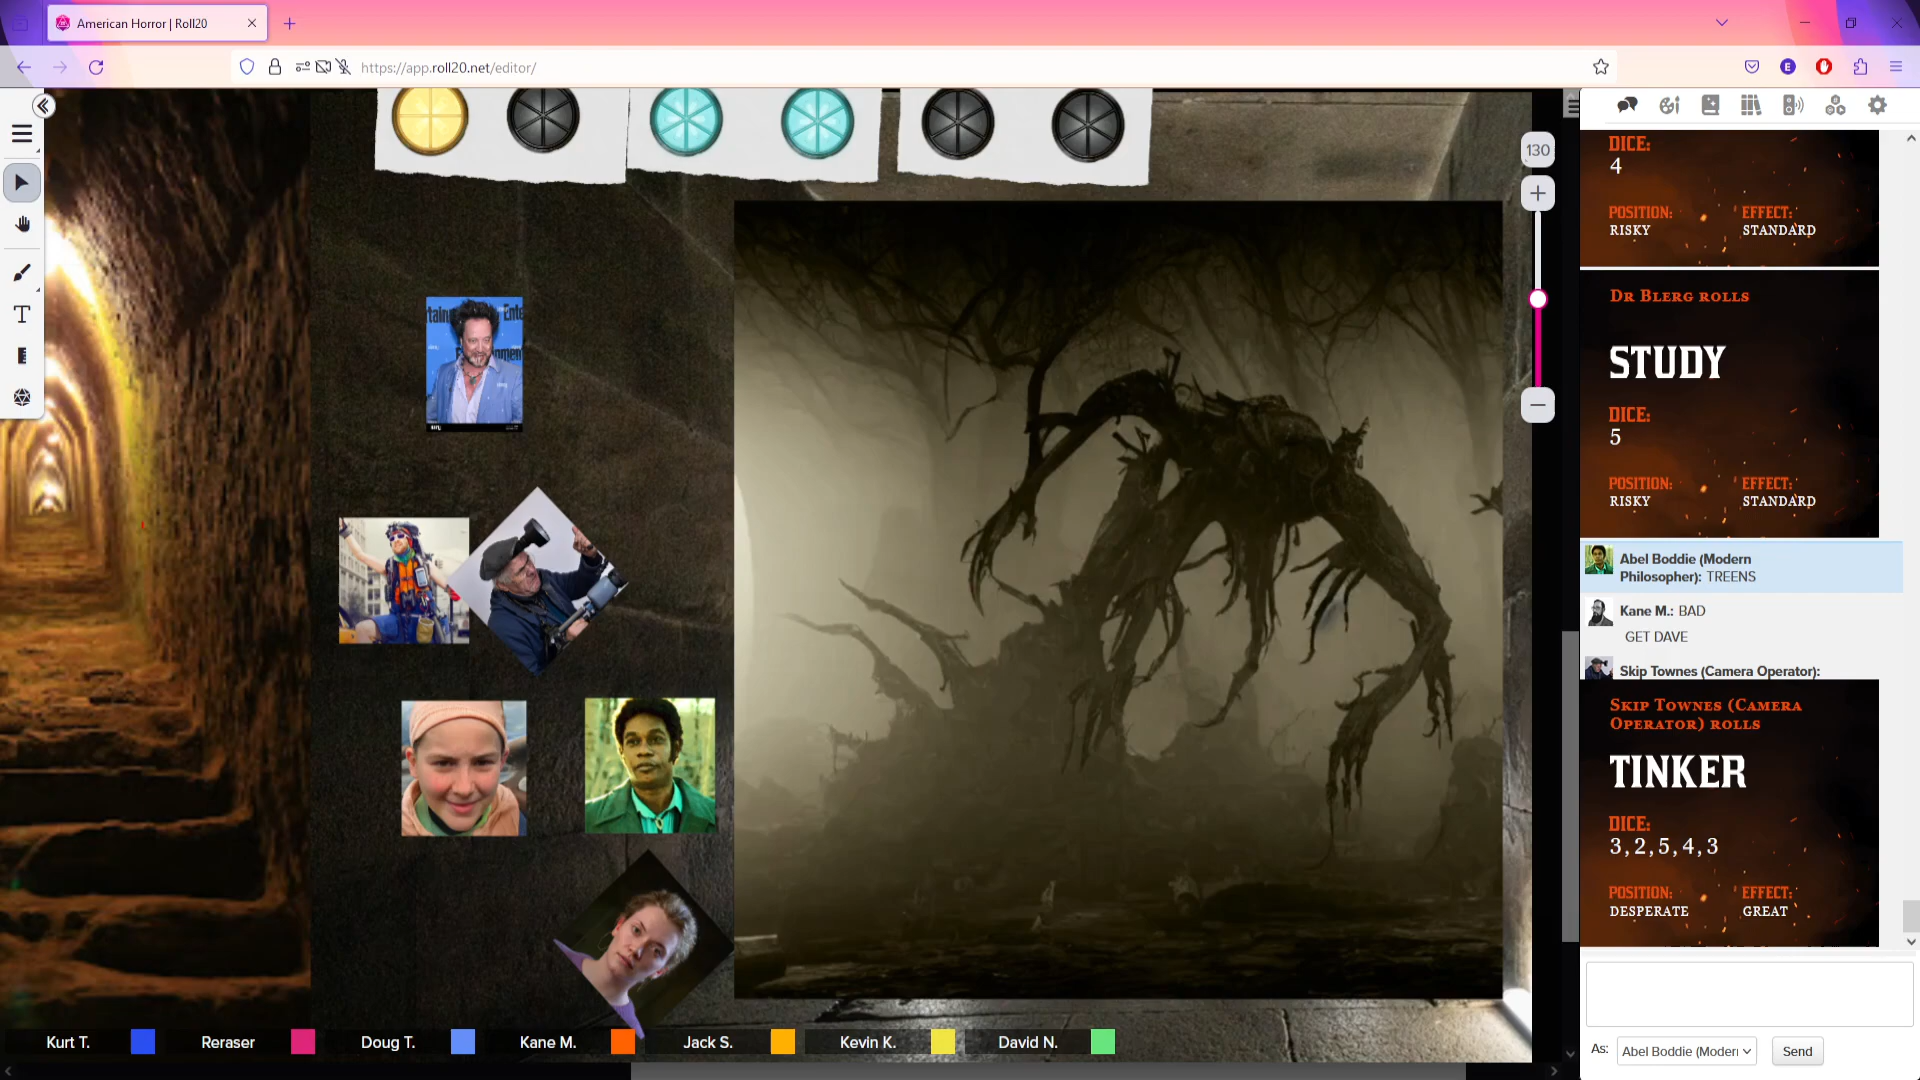 American Horror | Roll20
https://app.roll20.net/editor/
130
DICE:
4
POSITION:
EFFECT:
RISKY
STANDARD
DR BLERG ROLLS
STUDY
DICE:
5
POSITION:
EFFECT:
RISKY
STANDARD
Abel Boddie (Modern
Philosopher): TREENS
Kane M.: BAD
GET DAVE
Skip Townes (Camera Operator):
SKIP TOWNES (CAMERA
OPERATOR) ROLLS
TINKER
DICE:
3, 2, 5, 4, 3
POSITION:
EFFECT:
DESPERATE
GREAT
Kurt T.
Reraser
Doug T.
Kane M.
Jack S.
Kevin K.
David N.
As:
Abel Boddie (Moder
Send